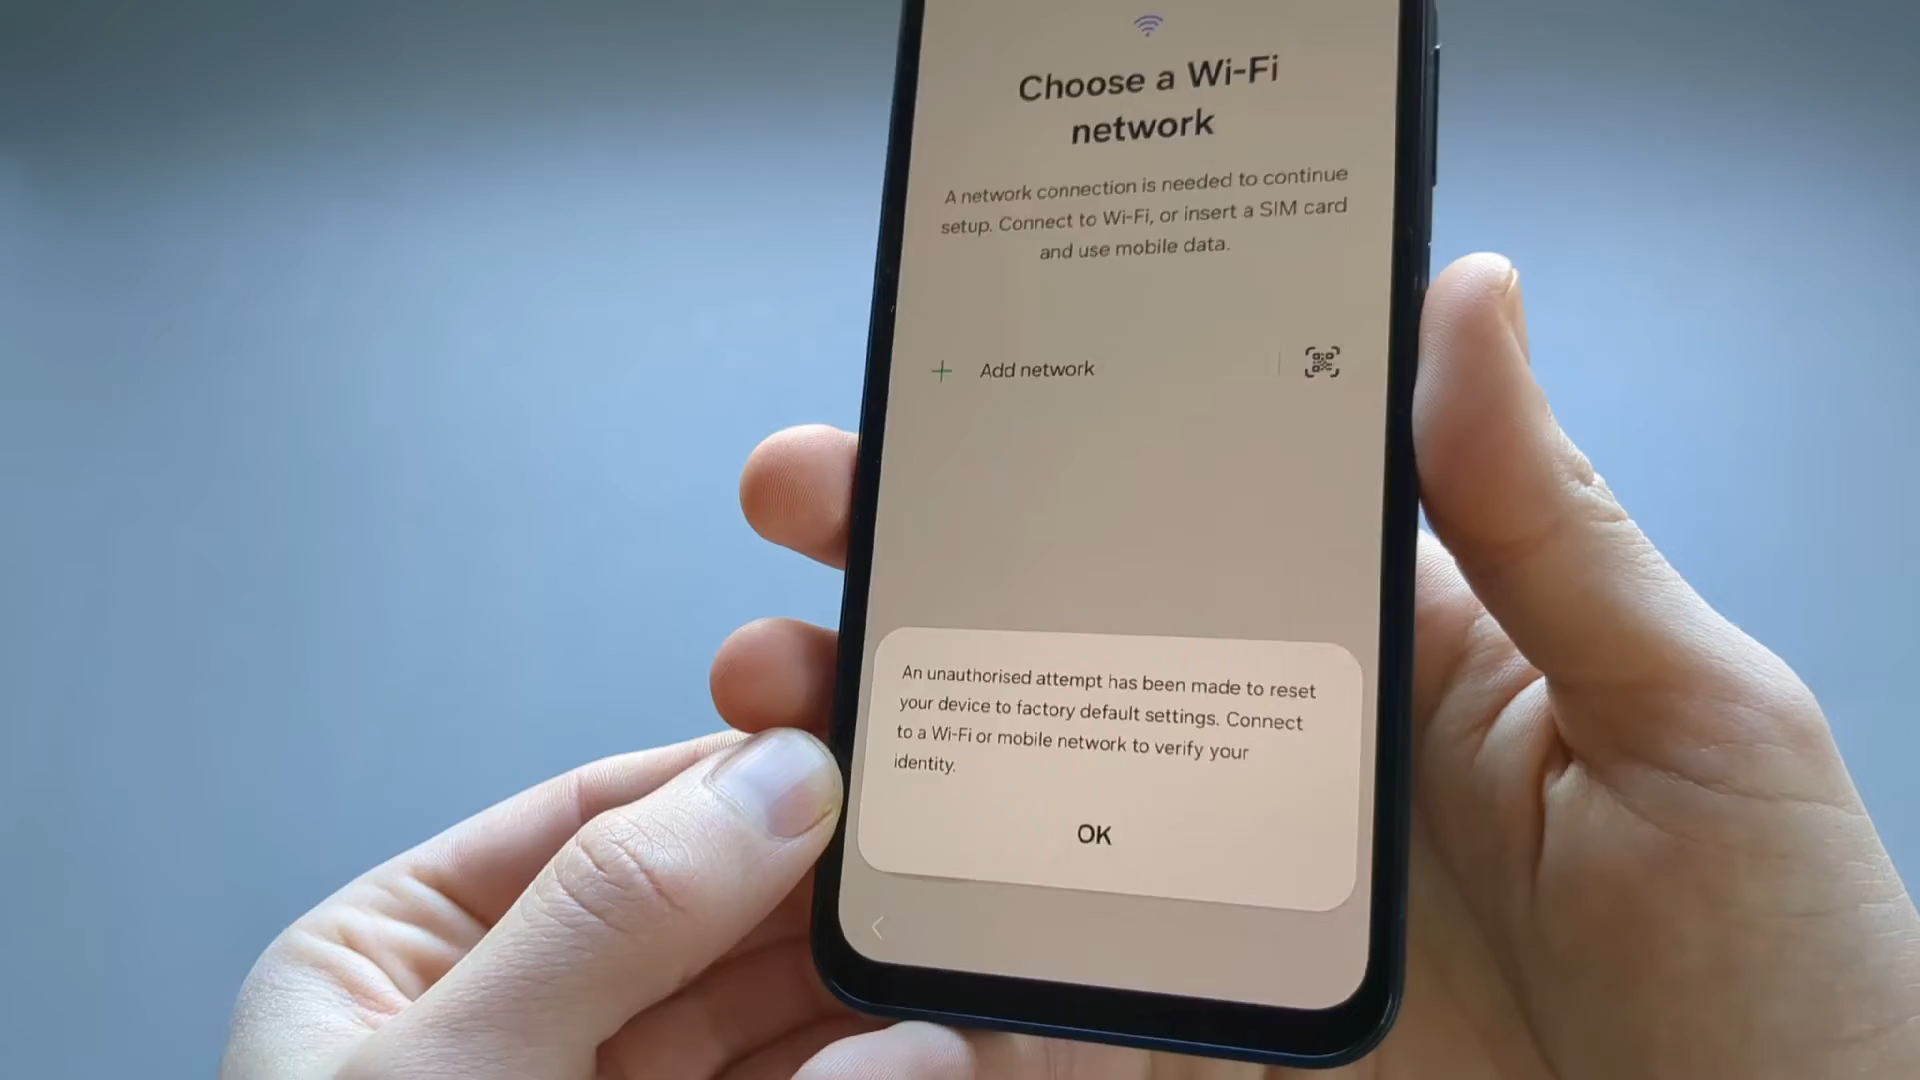 Choose a Wi-Fi
network
A network connection is needed to continue
setup. Connect to Wi-Fi, or insert a SIM card
and use mobile data.
Add network
An unauthorised attempt has been made to reset
your device to factory default settings. Connect
to a Wi-Fi or mobile network to verify your
identity.
OK